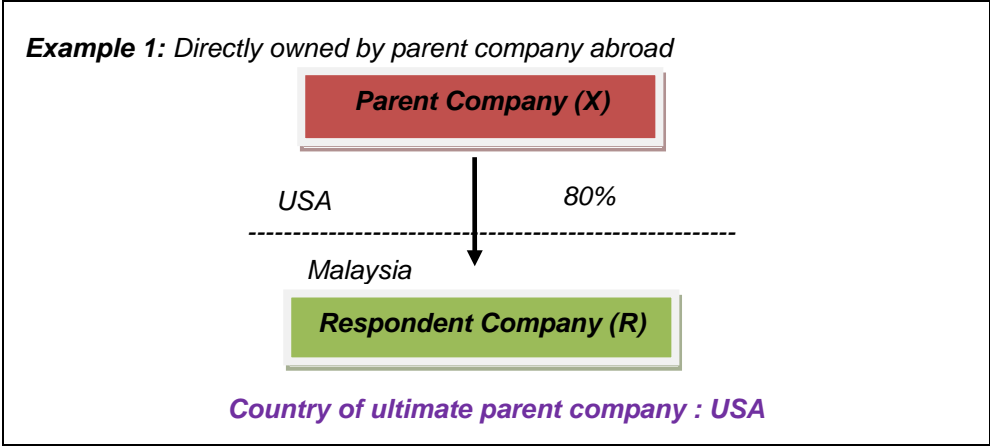 Example 1: Directly owned by parent company abroad
Parent Company (X)
USA 80%
Malaysia
Respondent Company (R)
Country of ultimate parent company : USA